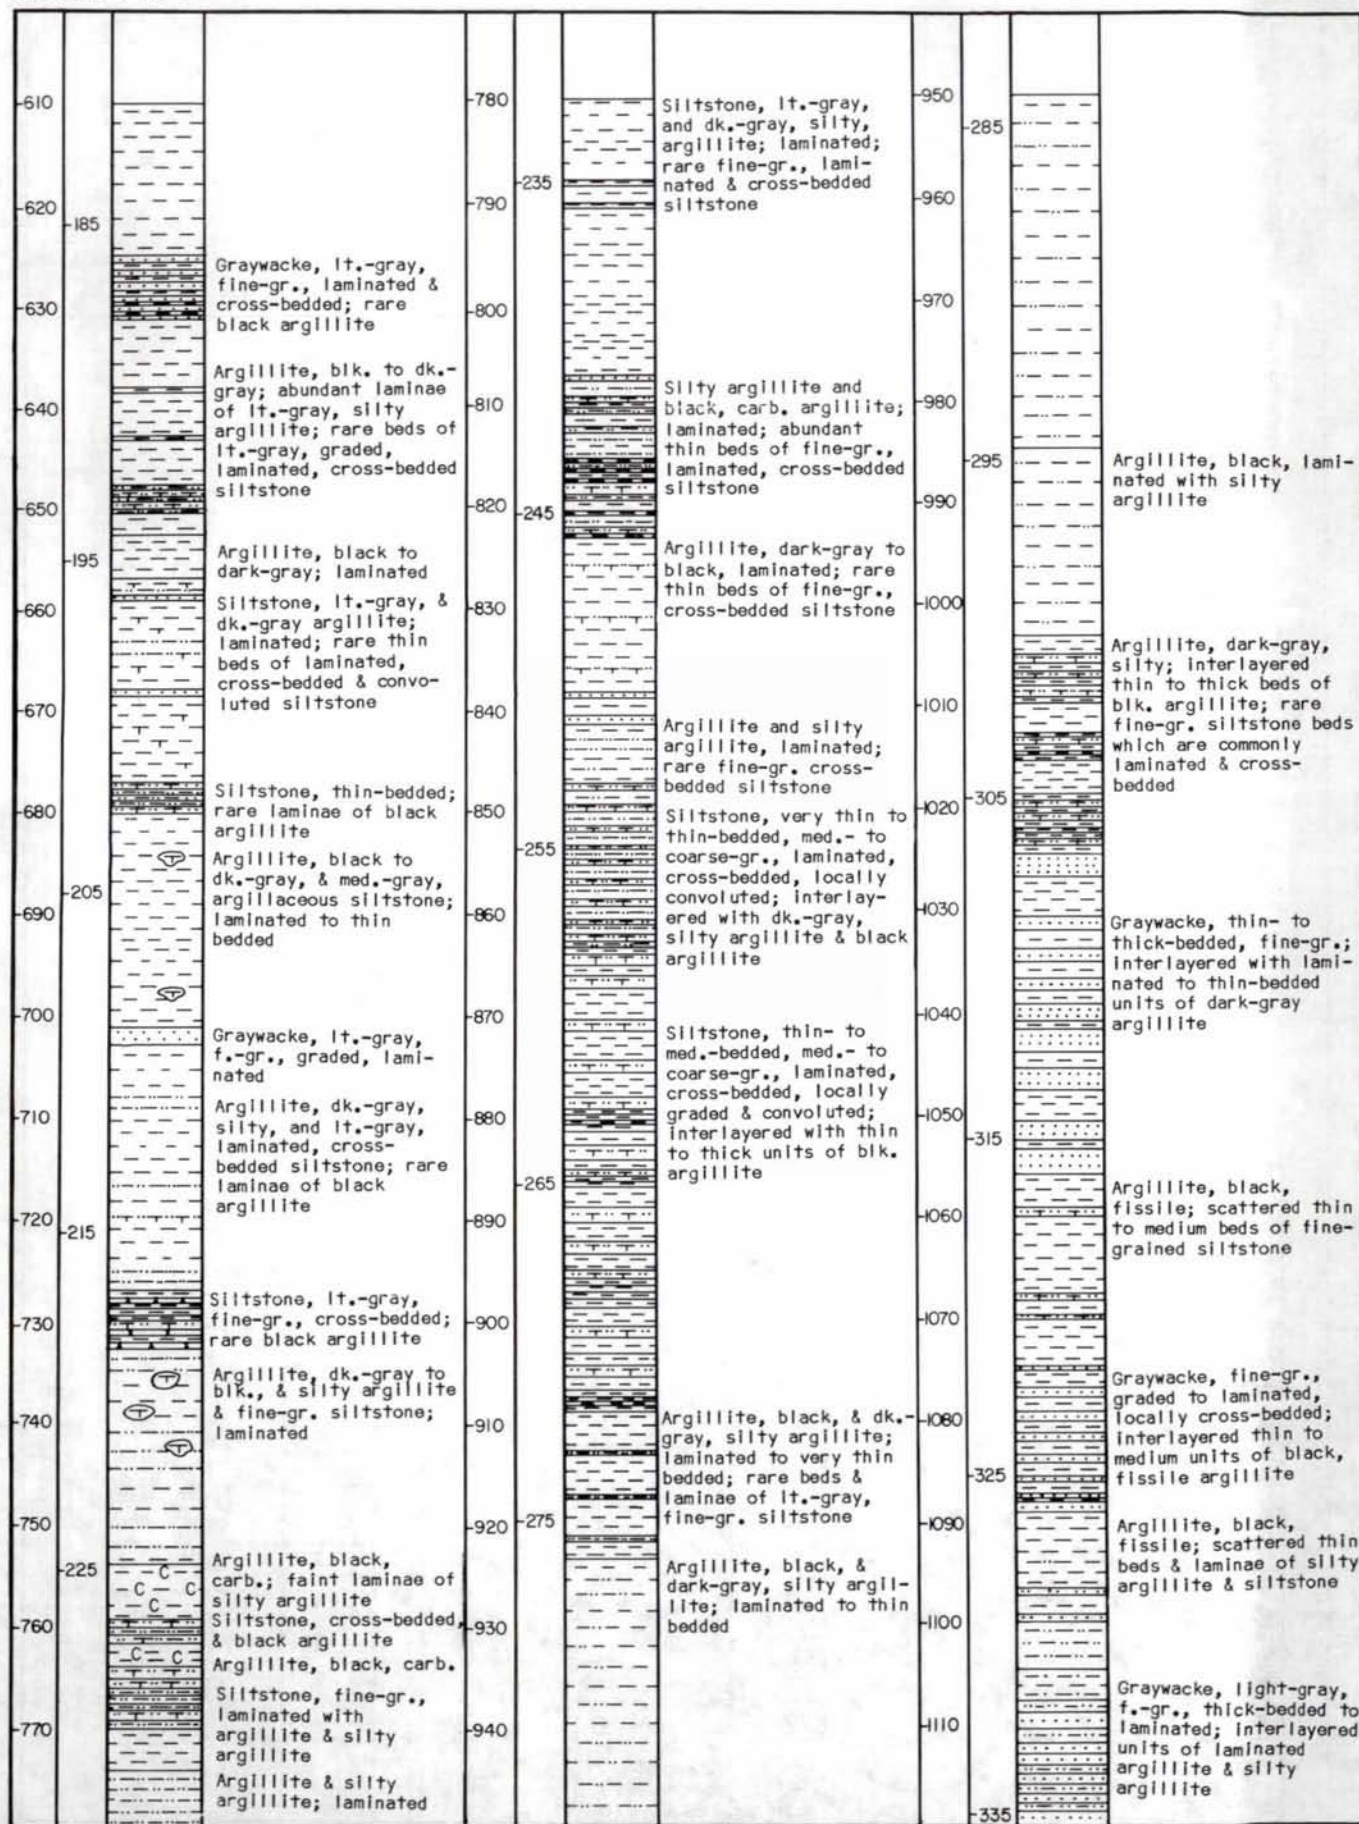 610
620
630
640
650
660
670
680
690
700
710
720
730
740
750
760
770
185
195
205
215
225
C
C C
C
C C
Graywacke, lt.-gray,
fine-gr., laminated &
cross-bedded; rare
black argillite
Argillite, blk. to dk.-
gray; abundant laminae
of lt.-gray, silty
argillite; rare beds of
lt.-gray, graded,
laminated, cross-bedded
siltstone
Argillite, black to
dark-gray; laminated
Siltstone, lt.-gray, &
dk.-gray argillite;
laminated; rare thin
beds of laminated,
cross-bedded & convo-
luted siltstone
Siltstone, thin-bedded;
rare laminae of black
argillite
Argillite, black to
dk.-gray, & med.-gray,
argillaceous siltstone;
laminated to thin
bedded
Graywacke, lt.-gray,
f.-gr., graded, lami-
nated
Argillite, dk.-gray,
silty, and lt.-gray,
laminated, cross-
bedded siltstone; rare
laminae of black
argillite
Siltstone, lt.-gray,
fine-gr., cross-bedded;
rare black argillite
Argillite, dk.-gray to
blk., & silty argillite
& fine-gr. siltstone;
laminated
Argillite, black,
carb.; faint laminae of
silty argillite
Siltstone, cross-bedded,
& black argillite
Argillite, black, carb.
Siltstone, fine-gr.,
laminated with
argillite & silty
argillite
Argillite & silty
argillite; laminated
780
790
800
810
820
830
840
850
860
870
880
890
900
910
920
930
940
235
245
255
265
275
Siltstone, lt.-gray,
and dk.-gray, silty,
argillite; laminated;
rare fine-gr., lami-
nated & cross-bedded
siltstone
Silty argillite and
black, carb. argillite;
laminated; abundant
thin beds of fine-gr.,
laminated, cross-bedded
siltstone
Argillite, dark-gray to
black, laminated; rare
thin beds of fine-gr.,
cross-bedded siltstone
Argillite and silty
argillite, laminated;
rare fine-gr. cross-
bedded siltstone
Siltstone, very thin to
thin-bedded, med.- to
coarse-gr., laminated,
cross-bedded, locally
convoluted; interlay-
ered with dk.-gray,
silty argillite & black
argillite
Siltstone, thin- to
med.-bedded, med.- to
coarse-gr., laminated,
cross-bedded, locally
graded & convoluted;
interlayered with thin
to thick units of blk.
argillite
Argillite, black, & dk.-
gray, silty argillite;
laminated to very thin
bedded; rare beds &
laminae of lt.-gray,
fine-gr. siltstone
Argillite, black, &
dark-gray, silty argil-
lite; laminated to thin
bedded
950
960
970
980
990
1000
1010
1020
1030
1040
1050
1060
1070
1080
1090
1100
1110
285
295
305
315
325
335
Argillite, black, lami-
nated with silty
argillite
Argillite, dark-gray,
silty; interlayered
thin to thick beds of
blk. argillite; rare
fine-gr. siltstone beds
which are commonly
laminated & cross-
bedded
Graywacke, thin- to
thick-bedded, fine-gr.;
interlayered with lami-
nated to thin-bedded
units of dark-gray
argillite
Argillite, black,
fissile; scattered thin
to medium beds of fine-
grained siltstone
Graywacke, fine-gr.,
graded to laminated,
locally cross-bedded;
interlayered thin to
medium units of black,
fissile argillite
Argillite, black,
fissile; scattered thin
beds & laminae of silty
argillite & siltstone
Graywacke, light-gray,
f.-gr., thick-bedded to
laminated; interlayered
units of laminated
argillite & silty
argillite